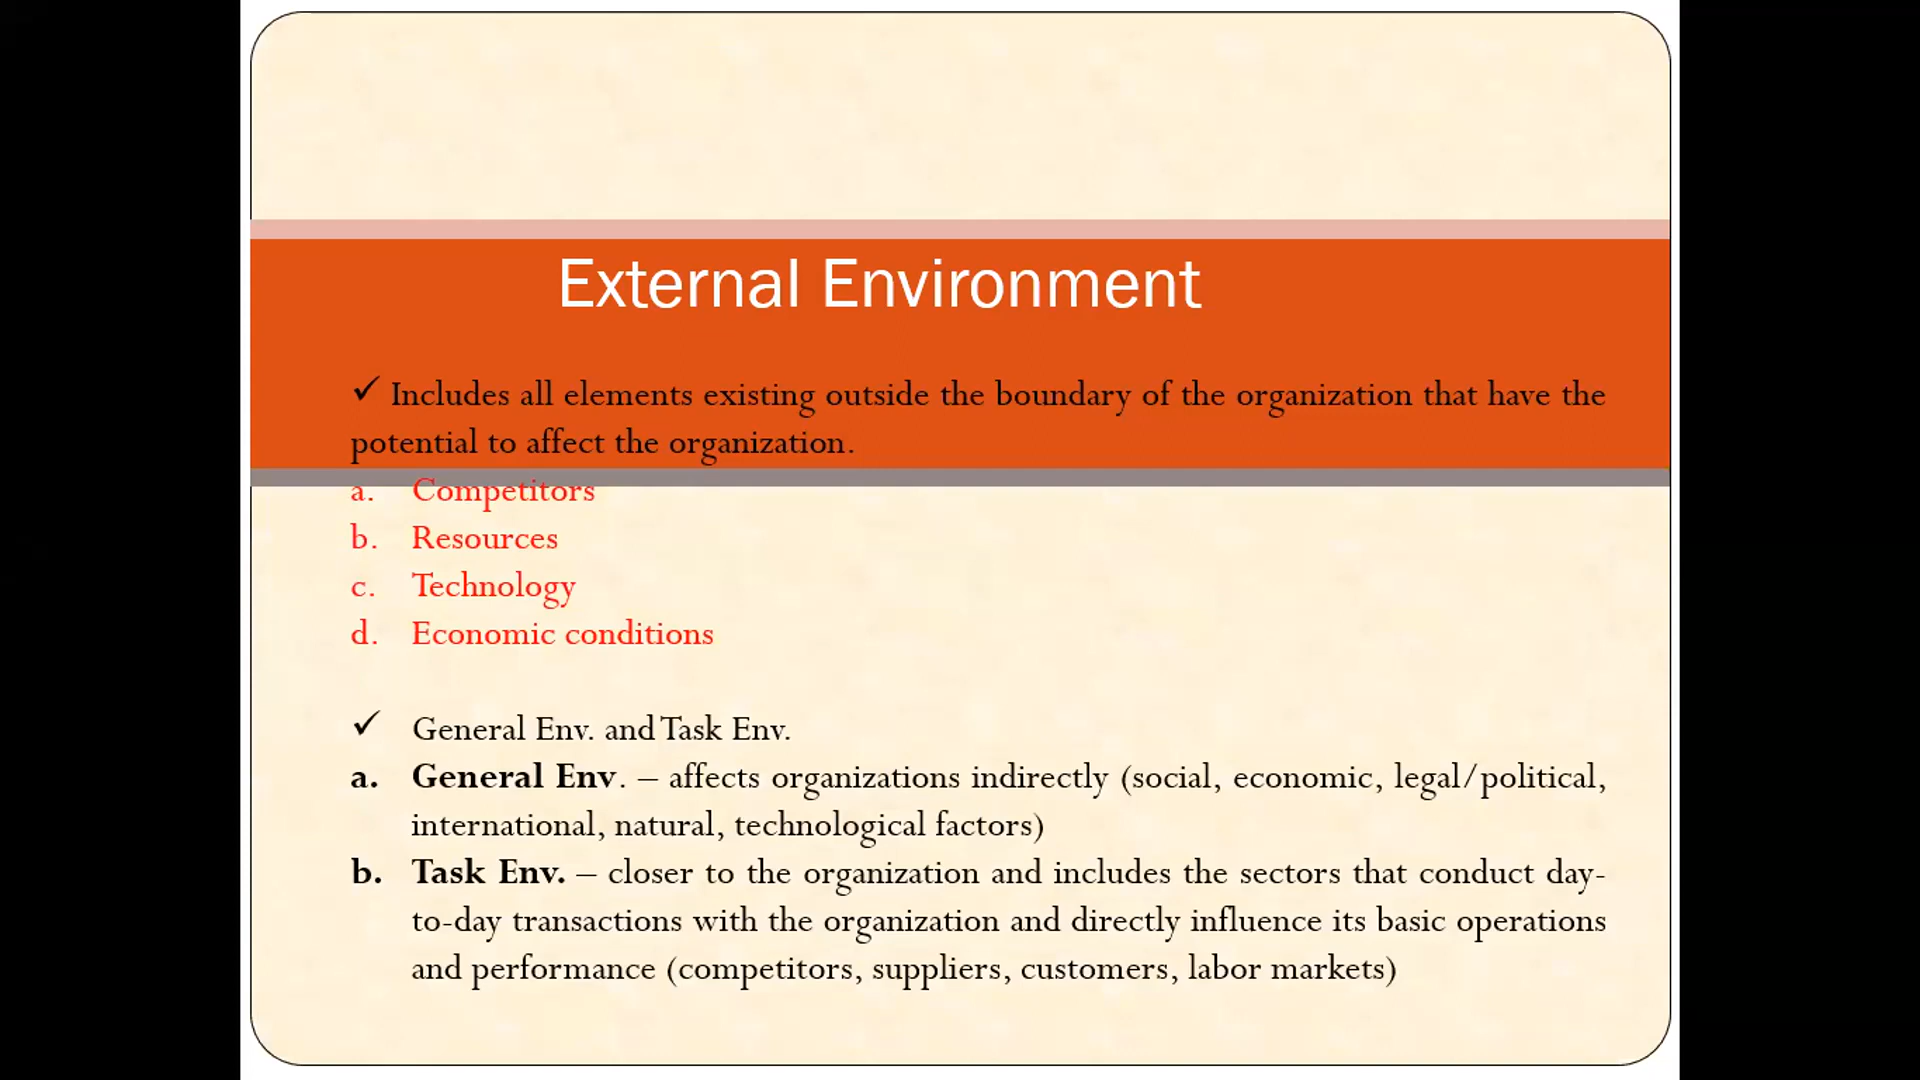 External Environment
✓ Includes all elements existing outside the boundary of the organization that have the
potential to affect the organization.
a. Competitors
b. Resources
c. Technology
d. Economic conditions
✓ General Env. and Task Env.
a. General Env. – affects organizations indirectly (social, economic, legal/political,
international, natural, technological factors)
b. Task Env. – closer to the organization and includes the sectors that conduct day-
to-day transactions with the organization and directly influence its basic operations
and performance (competitors, suppliers, customers, labor markets)